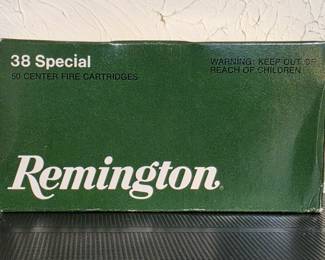 38 Special
50 CENTER FIRE CARTRIDGES
WARNING: KEEP OUT OF
REACH OF CHILDREN
Remington